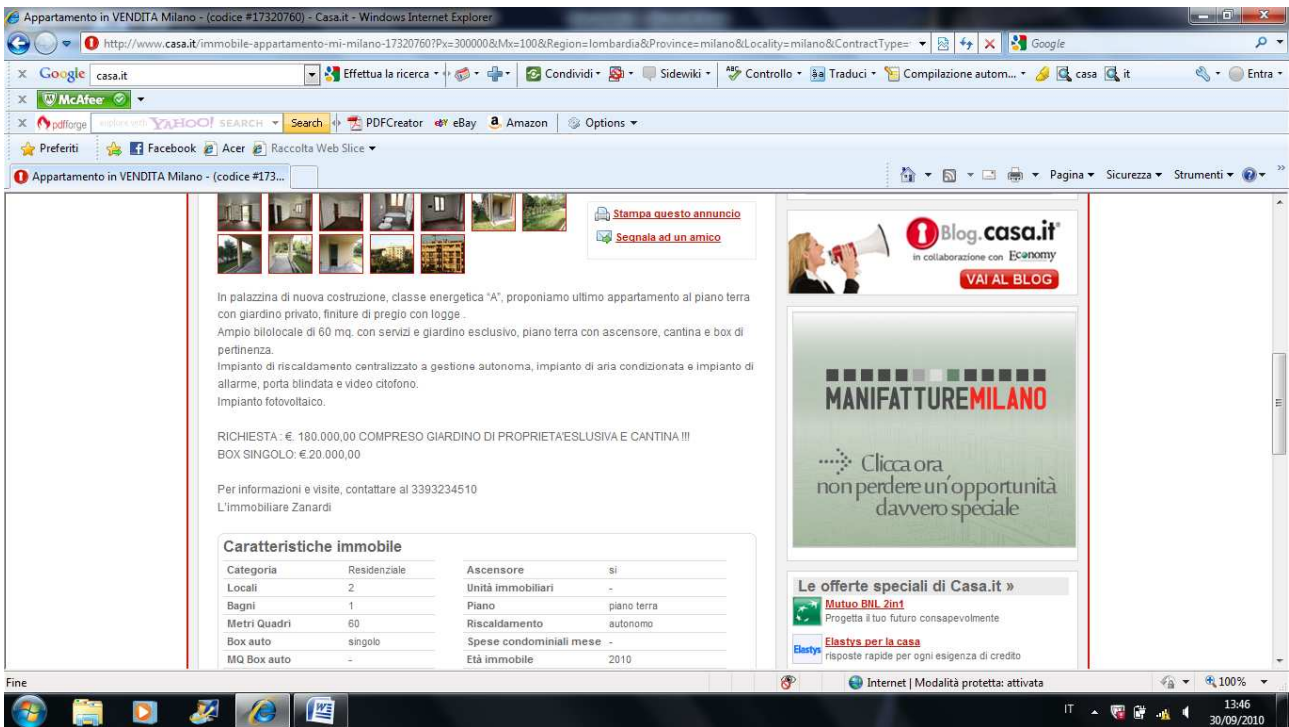 Appartamento in VENDITA Milano - (codice #17320760) - Casa.it - Windows Internet Explorer
http://www.casa.it/immobile-appartamento-mi-milano-17320760?Px=300000&Mx=100&Region=lombardia&Province=milano&Locality=milano&ContractType=
Google
x Google casa.it Effettua la ricerca Condividi Sidewiki Controllo Traduci Compilazione autom... casa it Entra
x McAfee
x pdfforge YAHOO! SEARCH Search PDFCreator eBay Amazon Options
Preferiti Facebook Acer Raccolta Web Slice
Appartamento in VENDITA Milano - (codice #173...
Pagina Sicurezza Strumenti
Stampa questo annuncio
Segnala ad un amico
In palazzina di nuova costruzione, classe energetica “A”, proponiamo ultimo appartamento al piano terra
con giardino privato, finiture di pregio con logge .
Ampio bilolocale di 60 mq. con servizi e giardino esclusivo, piano terra con ascensore, cantina e box di
pertinenza.
Impianto di riscaldamento centralizzato a gestione autonoma, impianto di aria condizionata e impianto di
allarme, porta blindata e video citofono.
Impianto fotovoltaico.
RICHIESTA : €. 180.000,00 COMPRESO GIARDINO DI PROPRIETA'ESLUSIVA E CANTINA !!!
BOX SINGOLO: €.20.000,00
Per informazioni e visite, contattare al 3393234510
L'immobiliare Zanardi
Caratteristiche immobile
Categoria Residenziale Ascensore si
Locali 2 Unità immobiliari -
Bagni 1 Piano piano terra
Metri Quadri 60 Riscaldamento autonomo
Box auto singolo Spese condominiali mese -
MQ Box auto - Età immobile 2010
Blog.casa.it
in collaborazione con Economy
VAI AL BLOG
MANIFATTUREMILANO
Clicca ora
non perdere un'opportunità
davvero speciale
Le offerte speciali di Casa.it »
Mutuo BNL 2in1
Progetta il tuo futuro consapevolmente
Elastys
Elastys per la casa
risposte rapide per ogni esigenza di credito
Fine
Internet | Modalità protetta: attivata
100%
IT
13:46
30/09/2010